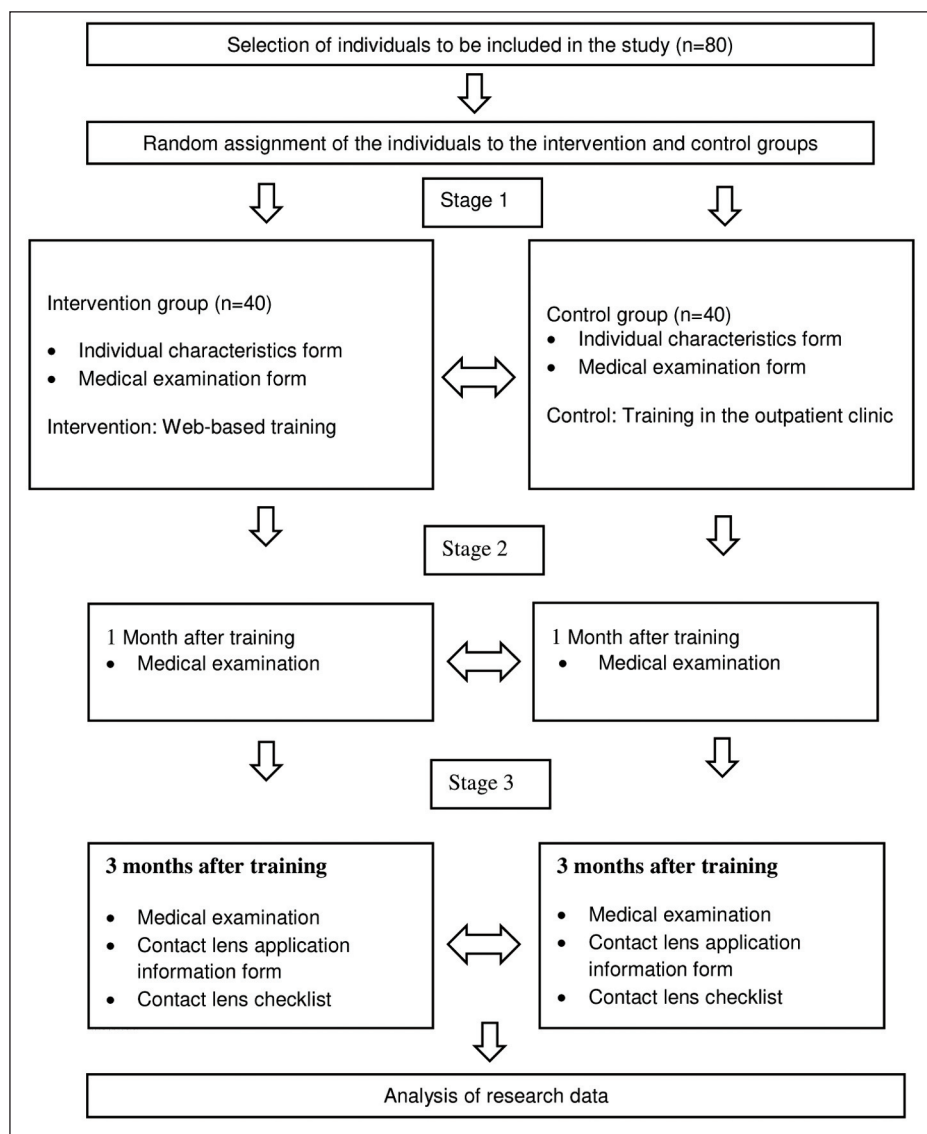 Selection of individuals to be included in the study (n=80)
Random assignment of the individuals to the intervention and control groups
Stage 1
Intervention group (n=40)
• Individual characteristics form
• Medical examination form
Intervention: Web-based training
Control group (n=40)
• Individual characteristics form
• Medical examination form
Control: Training in the outpatient clinic
Stage 2
1 Month after training
• Medical examination
1 Month after training
• Medical examination
Stage 3
3 months after training
• Medical examination
• Contact lens application
information form
• Contact lens checklist
3 months after training
• Medical examination
• Contact lens application
information form
• Contact lens checklist
Analysis of research data